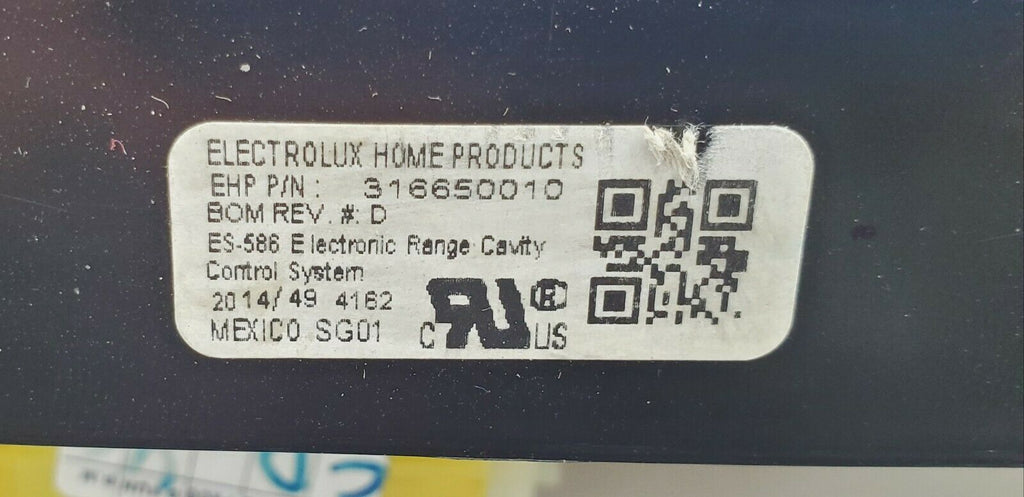 ELECTROLUX HOME PRODUCTS
EHP P/N : 316650010
BOM REV. #: D
ES-586 Electronic Range Cavity
Control System
2014/49 4162
MEXICO SG01
C RU ® US